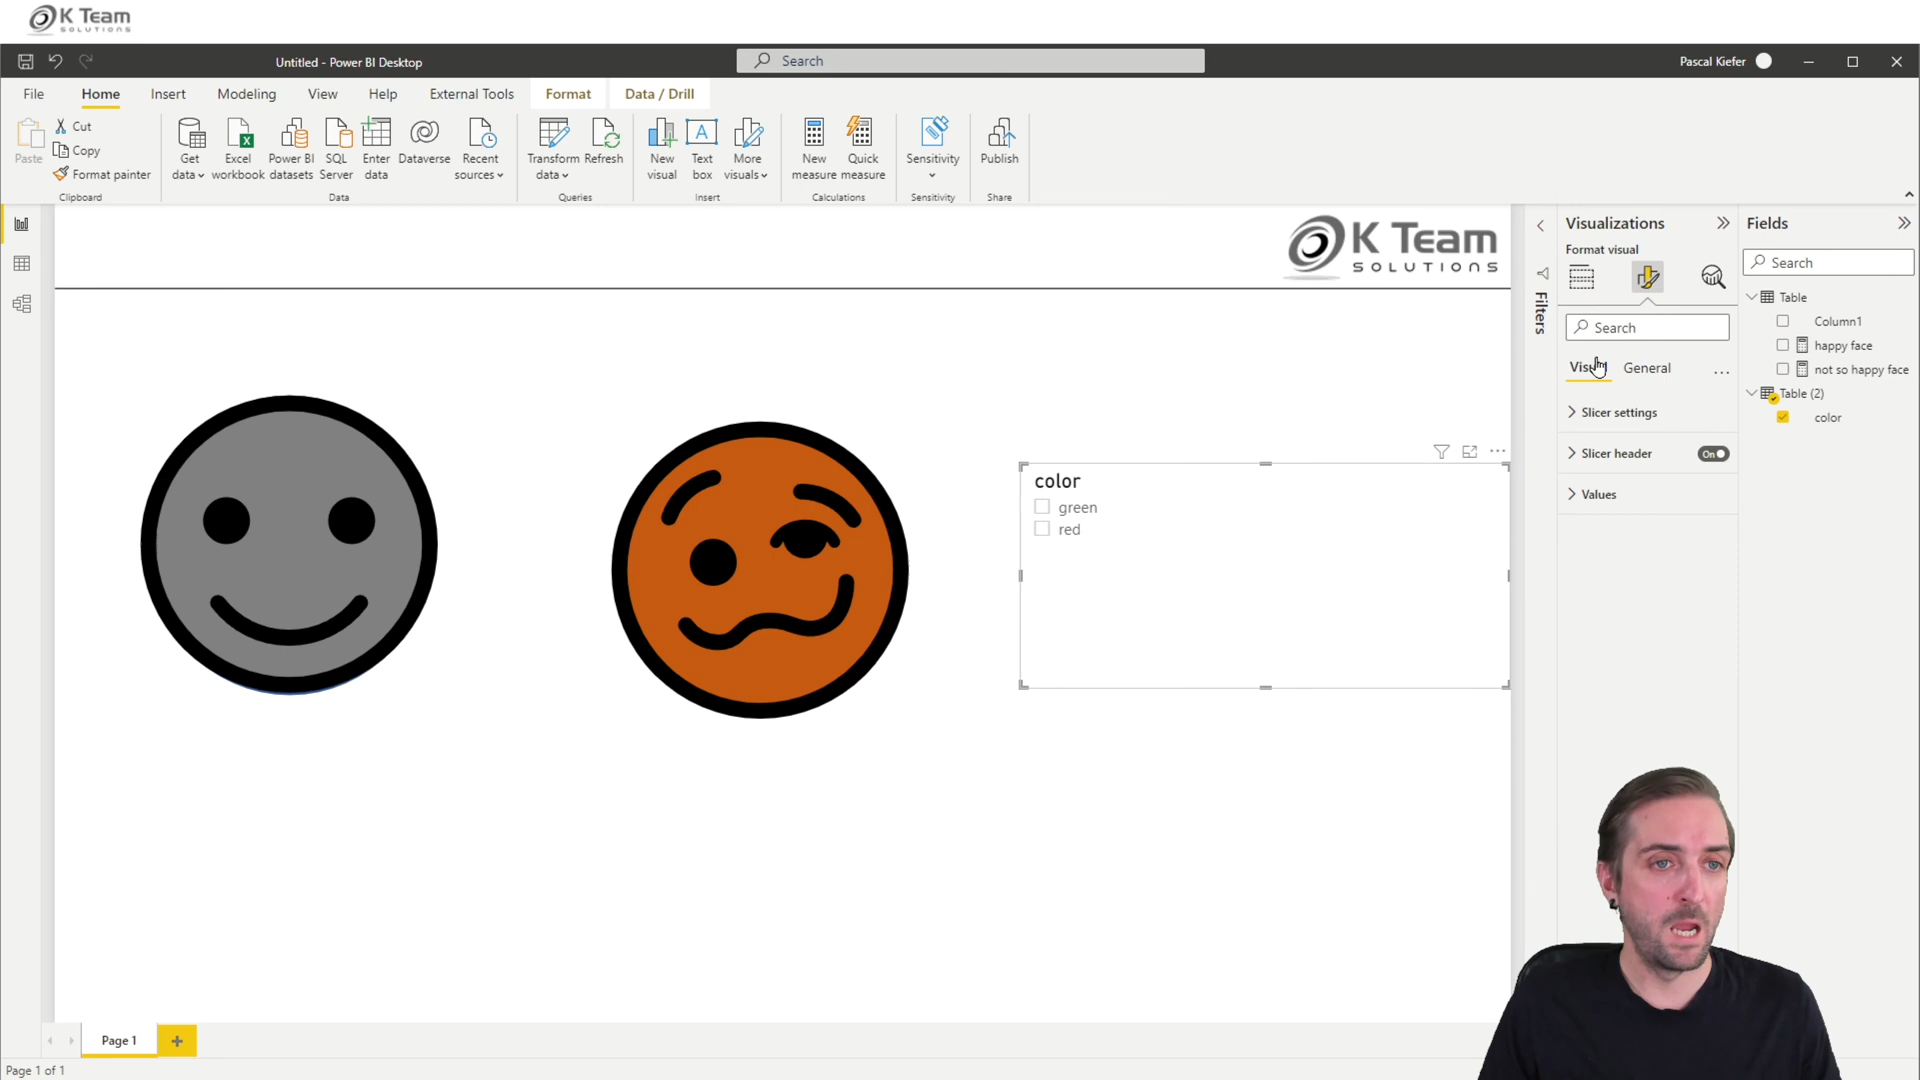 K Team
SOLUTIONS
Untitled - Power BI Desktop
Search
Pascal Kiefer
File
Home
Insert
Modeling
View
Help
External Tools
Format
Data / Drill
Paste
Cut
Copy
Format painter
Clipboard
Get data
Excel workbook
Power BI datasets
SQL Server
Enter data
Dataverse
Recent sources
Data
Transform data
Refresh
Queries
New visual
Text box
More visuals
Insert
New measure
Quick measure
Calculations
Sensitivity
Sensitivity
Publish
Share
K Team
SOLUTIONS
color
green
red
Filters
Visualizations
Format visual
Search
General
...
Slicer settings
Slicer header
On
Values
Fields
Search
Table
Column1
happy face
not so happy face
Table (2)
color
Page 1
Page 1 of 1